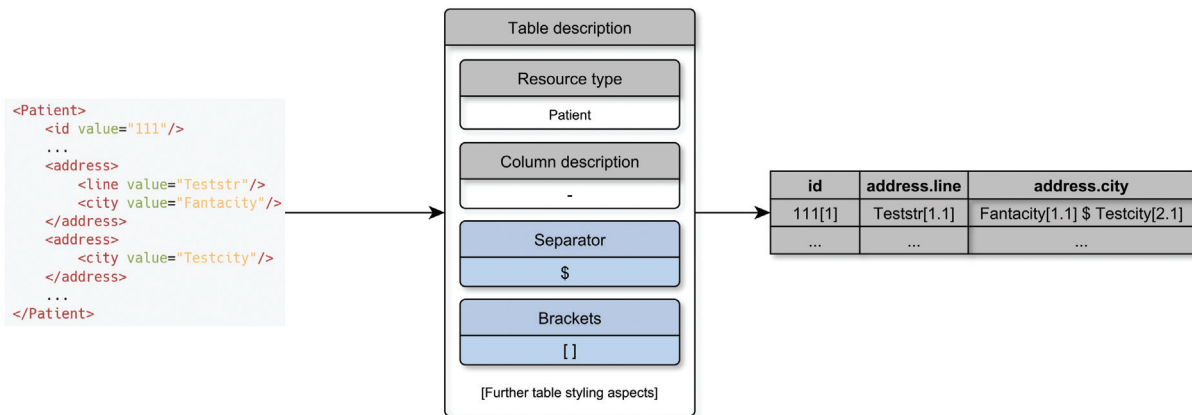 <Patient>
<id value="111"/>
...
<address>
<line value="Teststr"/>
<city value="Fantacity"/>
</address>
<address>
<city value="Testcity"/>
</address>
...
</Patient>
Table description
Resource type
Patient
Column description
-
Separator
$
Brackets
[ ]
[Further table styling aspects]
id address.line address.city
111[1] Teststr[1.1] Fantacity[1.1] $ Testcity[2.1]
... ... ...